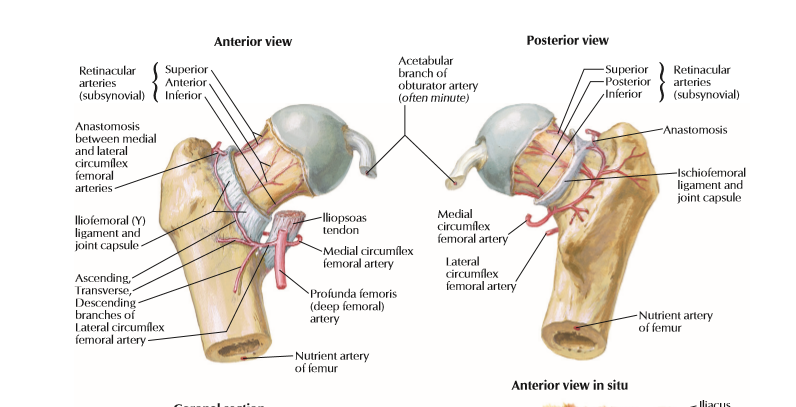 Anterior view
Posterior view
Retinacular
arteries
(subsynovial)
Superior
Anterior
Inferior
Acetabular
branch of
obturator artery
(often minute)
Superior
Posterior
Inferior
Retinacular
arteries
(subsynovial)
Anastomosis
between medial
and lateral
circumflex
femoral
arteries
Anastomosis
Ischiofemoral
ligament and
joint capsule
Iliofemoral (Y)
ligament and
joint capsule
Iliopsoas
tendon
Medial circumflex
femoral artery
Medial
circumflex
femoral artery
Lateral
circumflex
femoral artery
Ascending,
Transverse,
Descending
branches of
Lateral circumflex
femoral artery
Profunda femoris
(deep femoral)
artery
Nutrient artery
of femur
Nutrient artery
of femur
Anterior view in situ
Coronal section
Iliacus